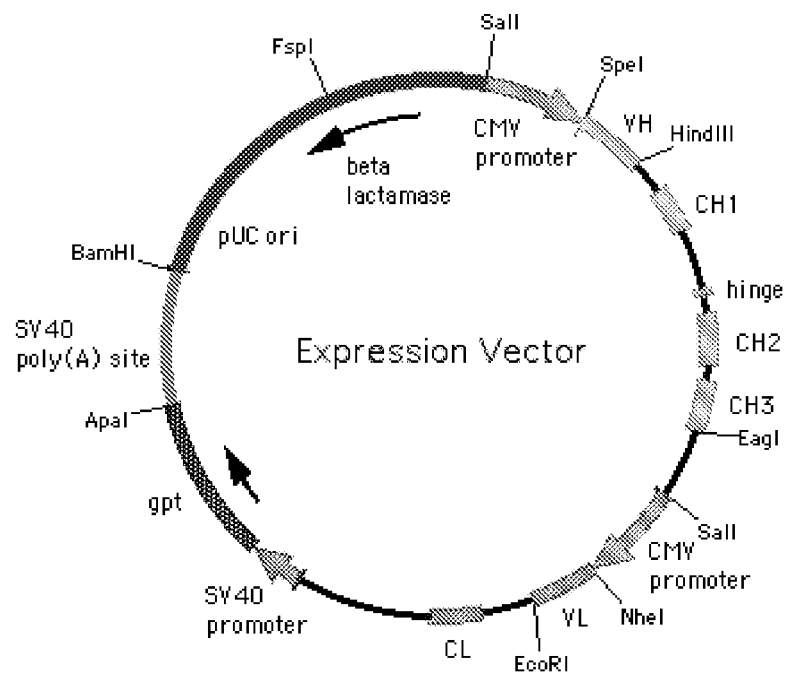 SalI
FspI
SpeI
CMV
promoter
VH
HindIII
beta
lactamase
CH1
pUC ori
BamHI
hinge
SV40
poly(A) site
Expression Vector
CH2
CH3
ApaI
EagI
gpt
SalI
CMV
promoter
SV40
promoter
NheI
VL
CL
EcoRI